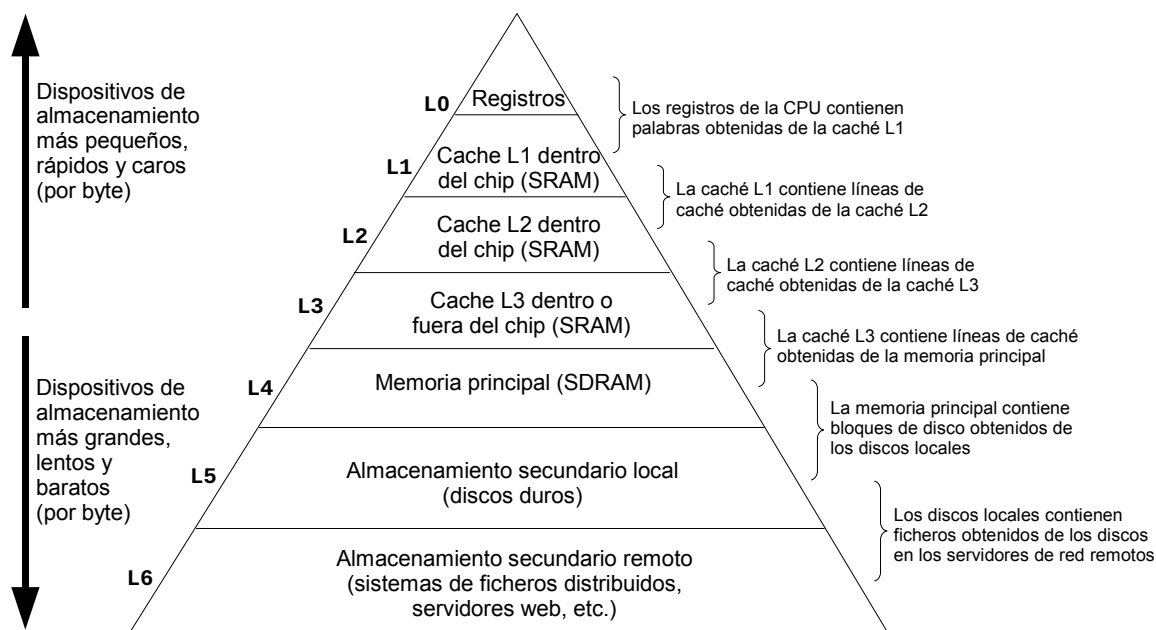 Dispositivos de
almacenamiento
más pequeños,
rápidos y caros
(por byte)
Dispositivos de
almacenamiento
más grandes,
lentos y
baratos
(por byte)
L0
Registros
L1
Cache L1 dentro
del chip (SRAM)
L2
Cache L2 dentro
del chip (SRAM)
L3
Cache L3 dentro o
fuera del chip (SRAM)
L4
Memoria principal (SDRAM)
L5
Almacenamiento secundario local
(discos duros)
L6
Almacenamiento secundario remoto
(sistemas de ficheros distribuidos,
servidores web, etc.)
Los registros de la CPU contienen
palabras obtenidas de la caché L1
La caché L1 contiene líneas de
caché obtenidas de la caché L2
La caché L2 contiene líneas de
caché obtenidas de la caché L3
La caché L3 contiene líneas de caché
obtenidas de la memoria principal
La memoria principal contiene
bloques de disco obtenidos de
los discos locales
Los discos locales contienen
ficheros obtenidos de los discos
en los servidores de red remotos